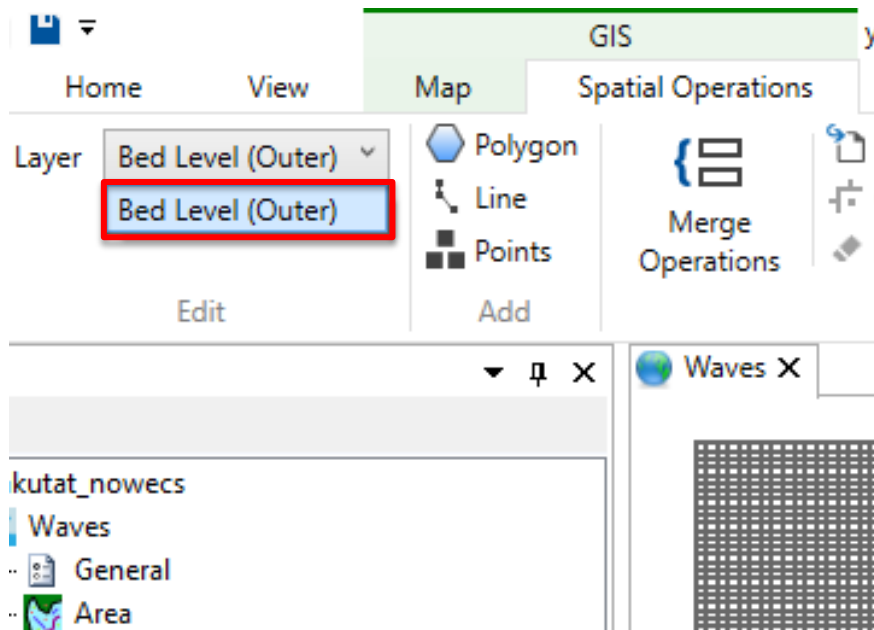 GIS
Home View Map Spatial Operations
Layer Bed Level (Outer)
Bed Level (Outer)
Polygon
Line
Points
Merge
Operations
Edit Add
Waves
kutat_nowecs
Waves
General
Area